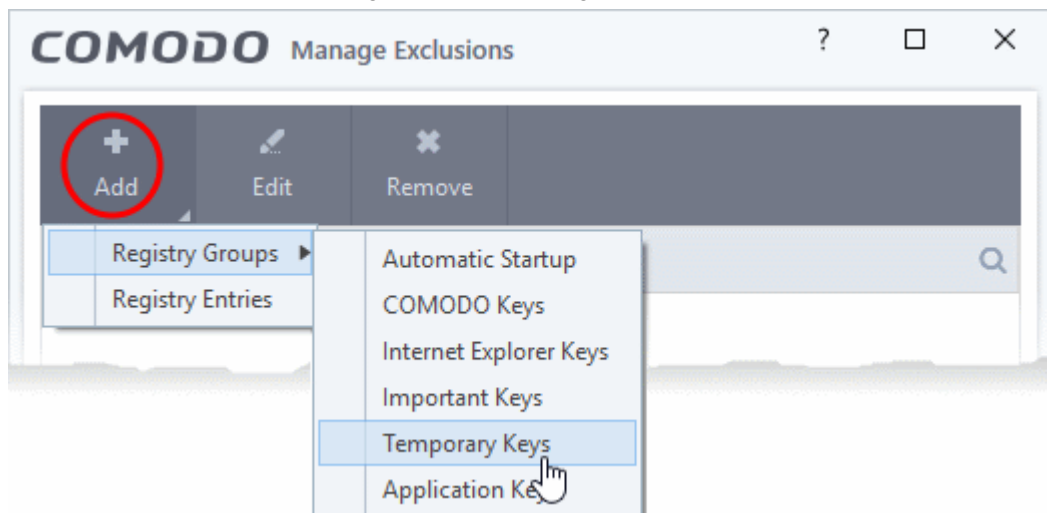 COMODO Manage Exclusions ?
Add Edit Remove
Registry Groups
Registry Entries
Automatic Startup
COMODO Keys
Internet Explorer Keys
Important Keys
Temporary Keys
Application